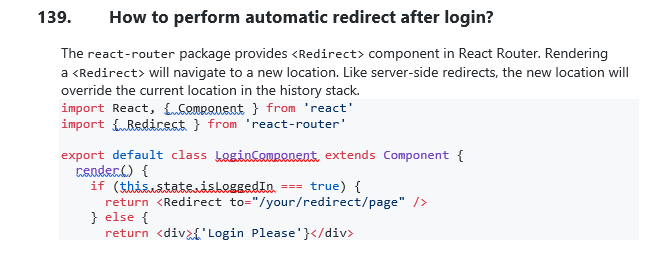 139. How to perform automatic redirect after login?
The react-router package provides <Redirect> component in React Router. Rendering
a <Redirect> will navigate to a new location. Like server-side redirects, the new location will
override the current location in the history stack.
import React, { Component } from 'react'
import { Redirect } from 'react-router'
export default class LoginComponent extends Component {
render() {
if (this.state.isLoggedIn === true) {
return <Redirect to="/your/redirect/page" />
} else {
return <div>{'Login Please'}</div>